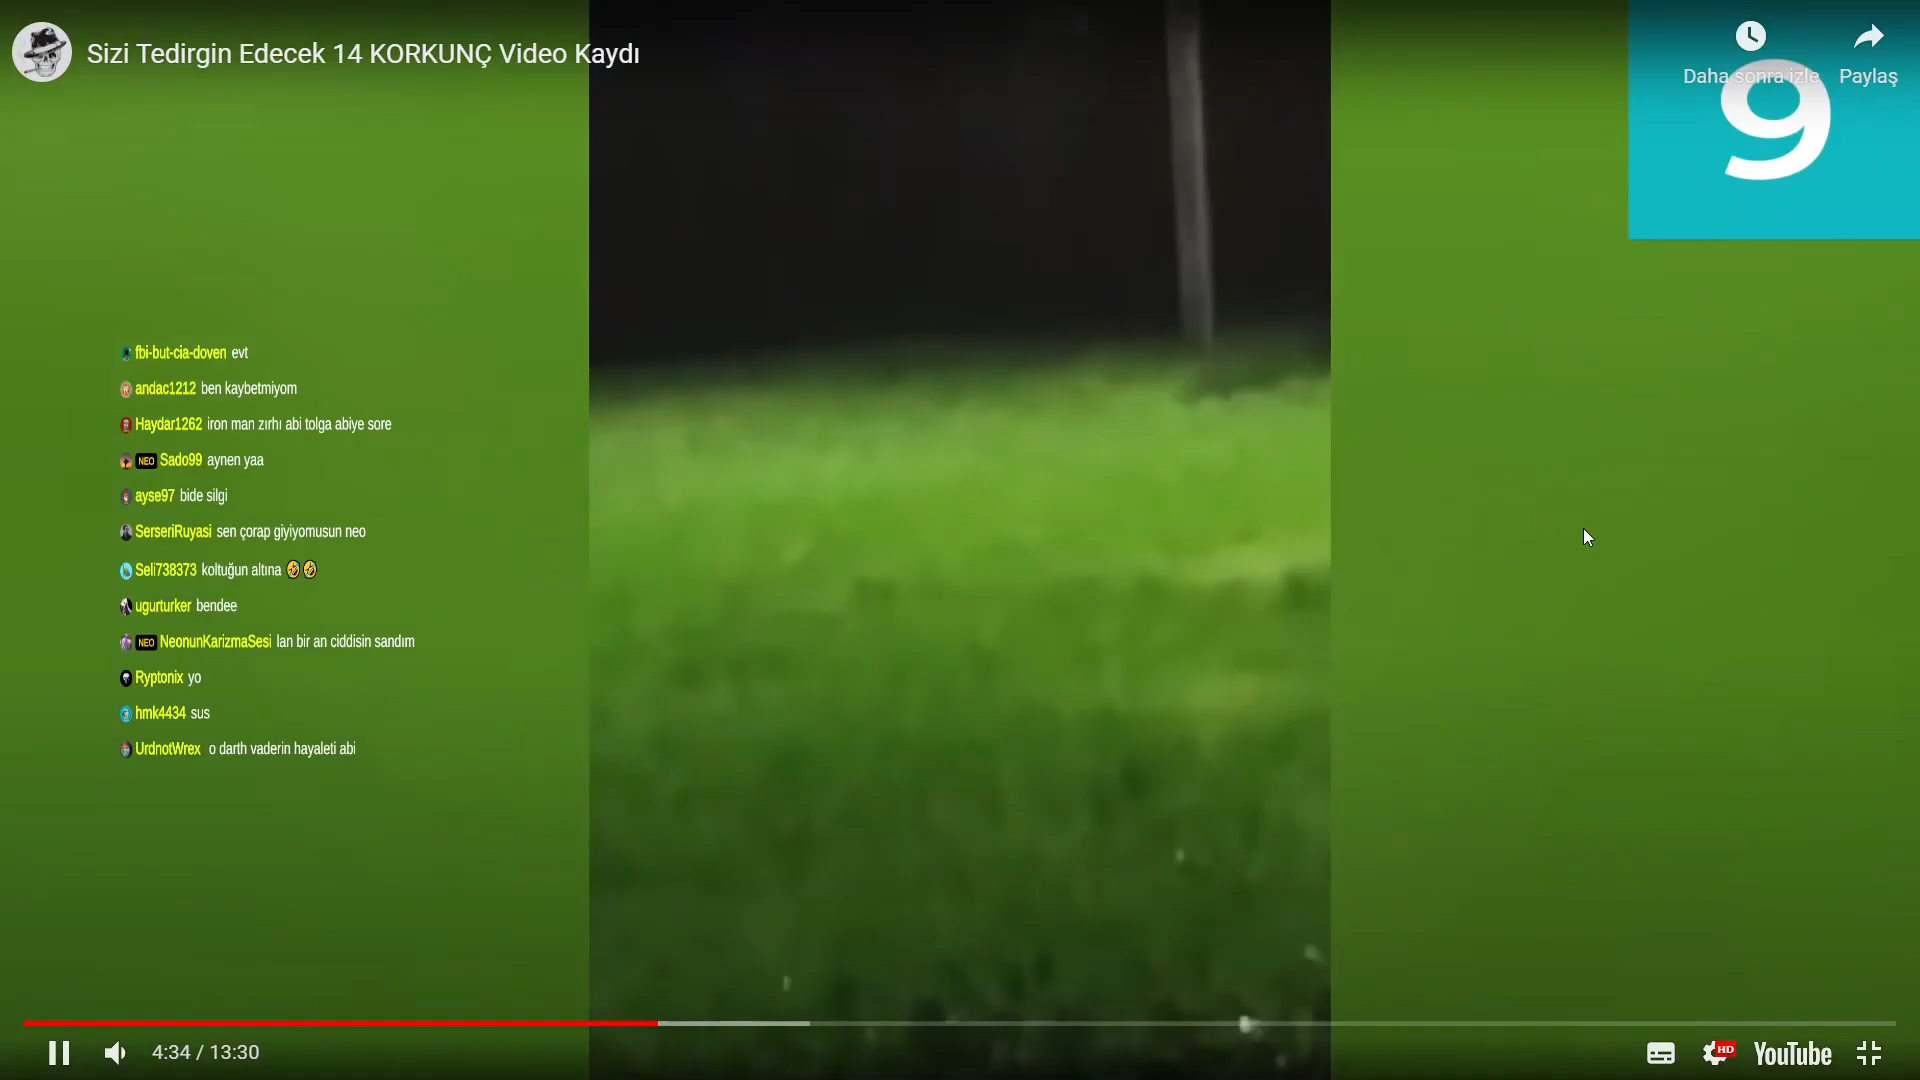 Sizi Tedirgin Edecek 14 KORKUNÇ Video Kaydı
Daha sonra izle
Paylaş
9
fbi-but-cia-doven evt
andac1212 ben kaybetmiyom
Haydar1262 iron man zırhı abi tolga abiye sore
NEO Sado99 aynen yaa
ayse97 bide silgi
SerseriRuyasi sen çorap giyiyomusun neo
Seli738373 koltuğun altına 🤣🤣
ugurturker bendee
NEO NeonunKarizmaSesi lan bir an ciddisin sandım
Ryptonix yo
hmk4434 sus
UrdnotWrex o darth vaderin hayaleti abi
4:34 / 13:30
HD
YouTube